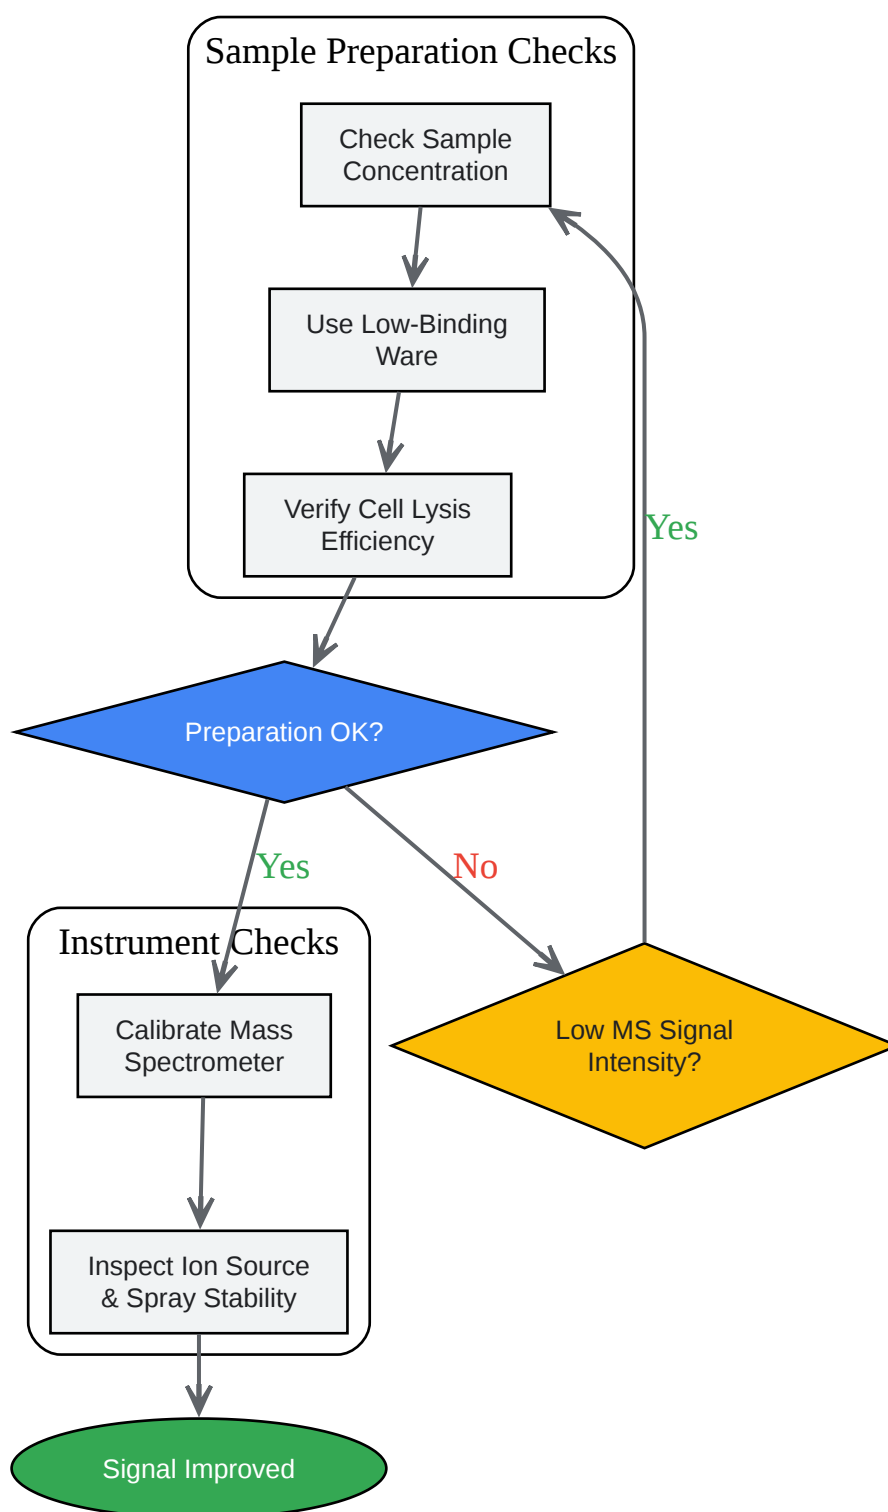 Sample Preparation Checks
Check Sample
Concentration
Use Low-Binding
Ware
Verify Cell Lysis
Efficiency
Yes
Preparation OK?
Yes
No
Instrument Checks
Calibrate Mass
Spectrometer
Low MS Signal
Intensity?
Inspect Ion Source
& Spray Stability
Signal Improved